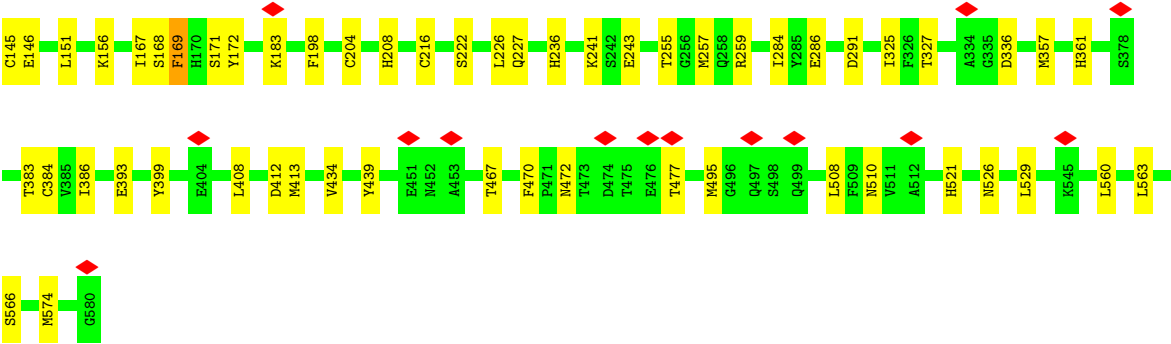 C145 E146 L151 K156 I167 S168 F169 H170 S171 Y172 K183 F198 C204 H208 C216 S222 L226 Q227 H236 K241 S242 E243 T255 G256 M257 Q258 R259 I284 Y285 E286 D291 I325 F326 T327 A334 G335 D336 M357 H361 S378
T383 C384 V385 I386 E393 Y399 E404 L408 D412 M413 V434 Y439 E451 N452 A453 T467 F470 P471 N472 T473 D474 T475 E476 T477 M495 G496 Q497 S498 Q499 L508 F509 N510 V511 A512 H521 N526 L529 K545 L560 L563
S566 M574 G580